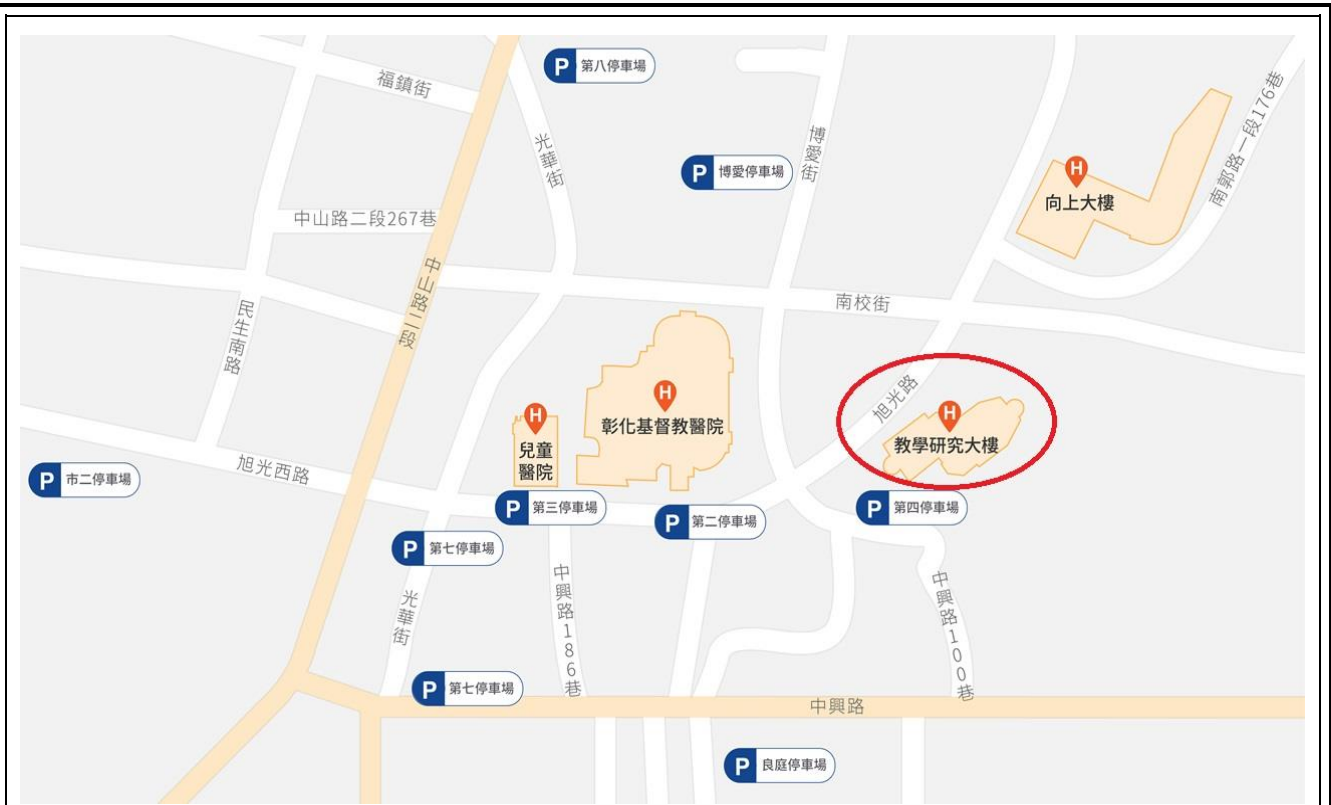 P 第八停車場
福鎮街
光華街
博愛街
P 博愛停車場
南郭路一段176巷
H
向上大樓
中山路二段267巷
中山路二段
民生南路
南校街
旭光路
H
彰化基督教醫院
H
兒童
醫院
H
教學研究大樓
旭光西路
P 市二停車場
P 第三停車場
P 第二停車場
P 第四停車場
P 第七停車場
光華街
中興路186巷
中興路100巷
P 第七停車場
中興路
P 良庭停車場